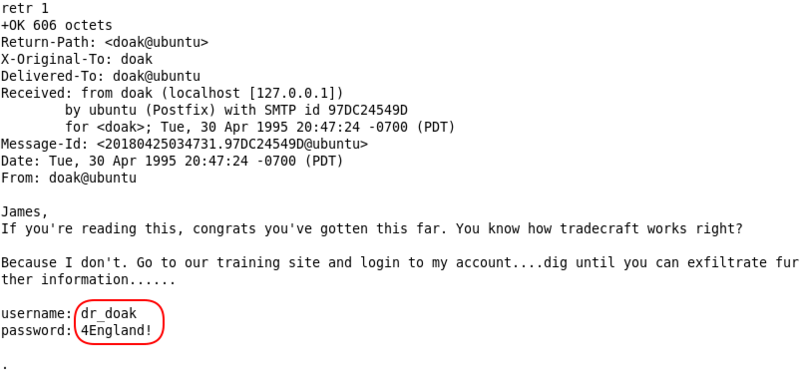 retr 1
+OK 606 octets
Return-Path: <doak@ubuntu>
X-Original-To: doak
Delivered-To: doak@ubuntu
Received: from doak (localhost [127.0.0.1])
        by ubuntu (Postfix) with SMTP id 97DC24549D
        for <doak>; Tue, 30 Apr 1995 20:47:24 -0700 (PDT)
Message-Id: <20180425034731.97DC24549D@ubuntu>
Date: Tue, 30 Apr 1995 20:47:24 -0700 (PDT)
From: doak@ubuntu

James,
If you're reading this, congrats you've gotten this far. You know how tradecraft works right?

Because I don't. Go to our training site and login to my account....dig until you can exfiltrate fur
ther information......

username: dr_doak
password: 4England!

.